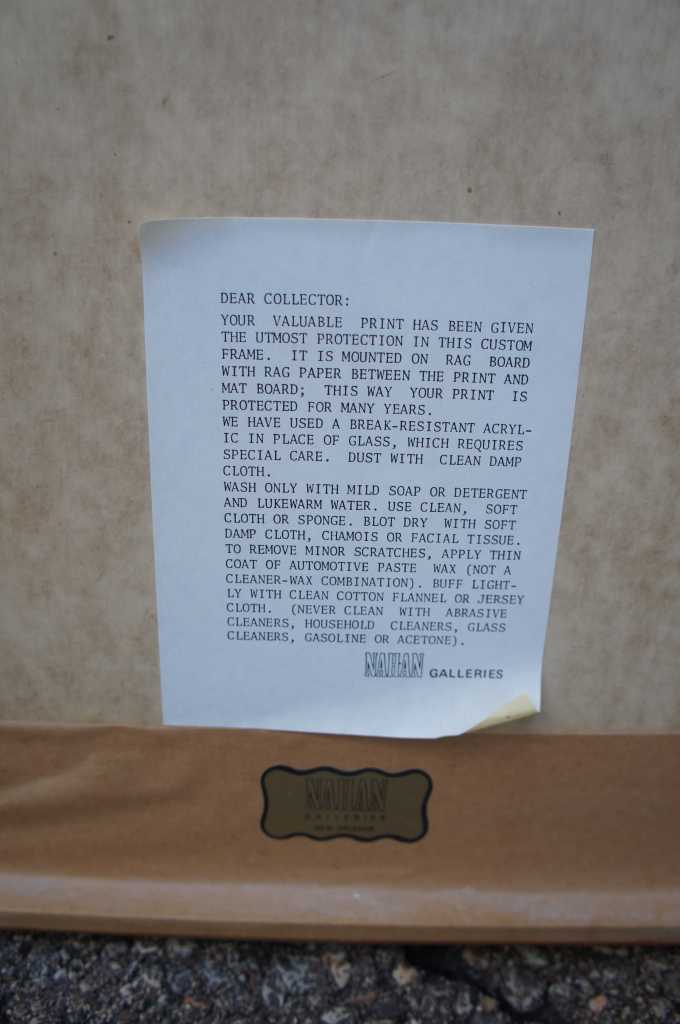 DEAR COLLECTOR:
YOUR VALUABLE PRINT HAS BEEN GIVEN
THE UTMOST PROTECTION IN THIS CUSTOM
FRAME. IT IS MOUNTED ON RAG BOARD
WITH RAG PAPER BETWEEN THE PRINT AND
MAT BOARD; THIS WAY YOUR PRINT IS
PROTECTED FOR MANY YEARS.
WE HAVE USED A BREAK-RESISTANT ACRYL-
IC IN PLACE OF GLASS, WHICH REQUIRES
SPECIAL CARE. DUST WITH CLEAN DAMP
CLOTH.
WASH ONLY WITH MILD SOAP OR DETERGENT
AND LUKEWARM WATER. USE CLEAN, SOFT
CLOTH OR SPONGE. BLOT DRY WITH SOFT
DAMP CLOTH, CHAMOIS OR FACIAL TISSUE.
TO REMOVE MINOR SCRATCHES, APPLY THIN
COAT OF AUTOMOTIVE PASTE WAX (NOT A
CLEANER-WAX COMBINATION). BUFF LIGHT-
LY WITH CLEAN COTTON FLANNEL OR JERSEY
CLOTH. (NEVER CLEAN WITH ABRASIVE
CLEANERS, HOUSEHOLD CLEANERS, GLASS
CLEANERS, GASOLINE OR ACETONE).
NAHAN GALLERIES
NAHAN
GALLERIES
NEW ORLEANS